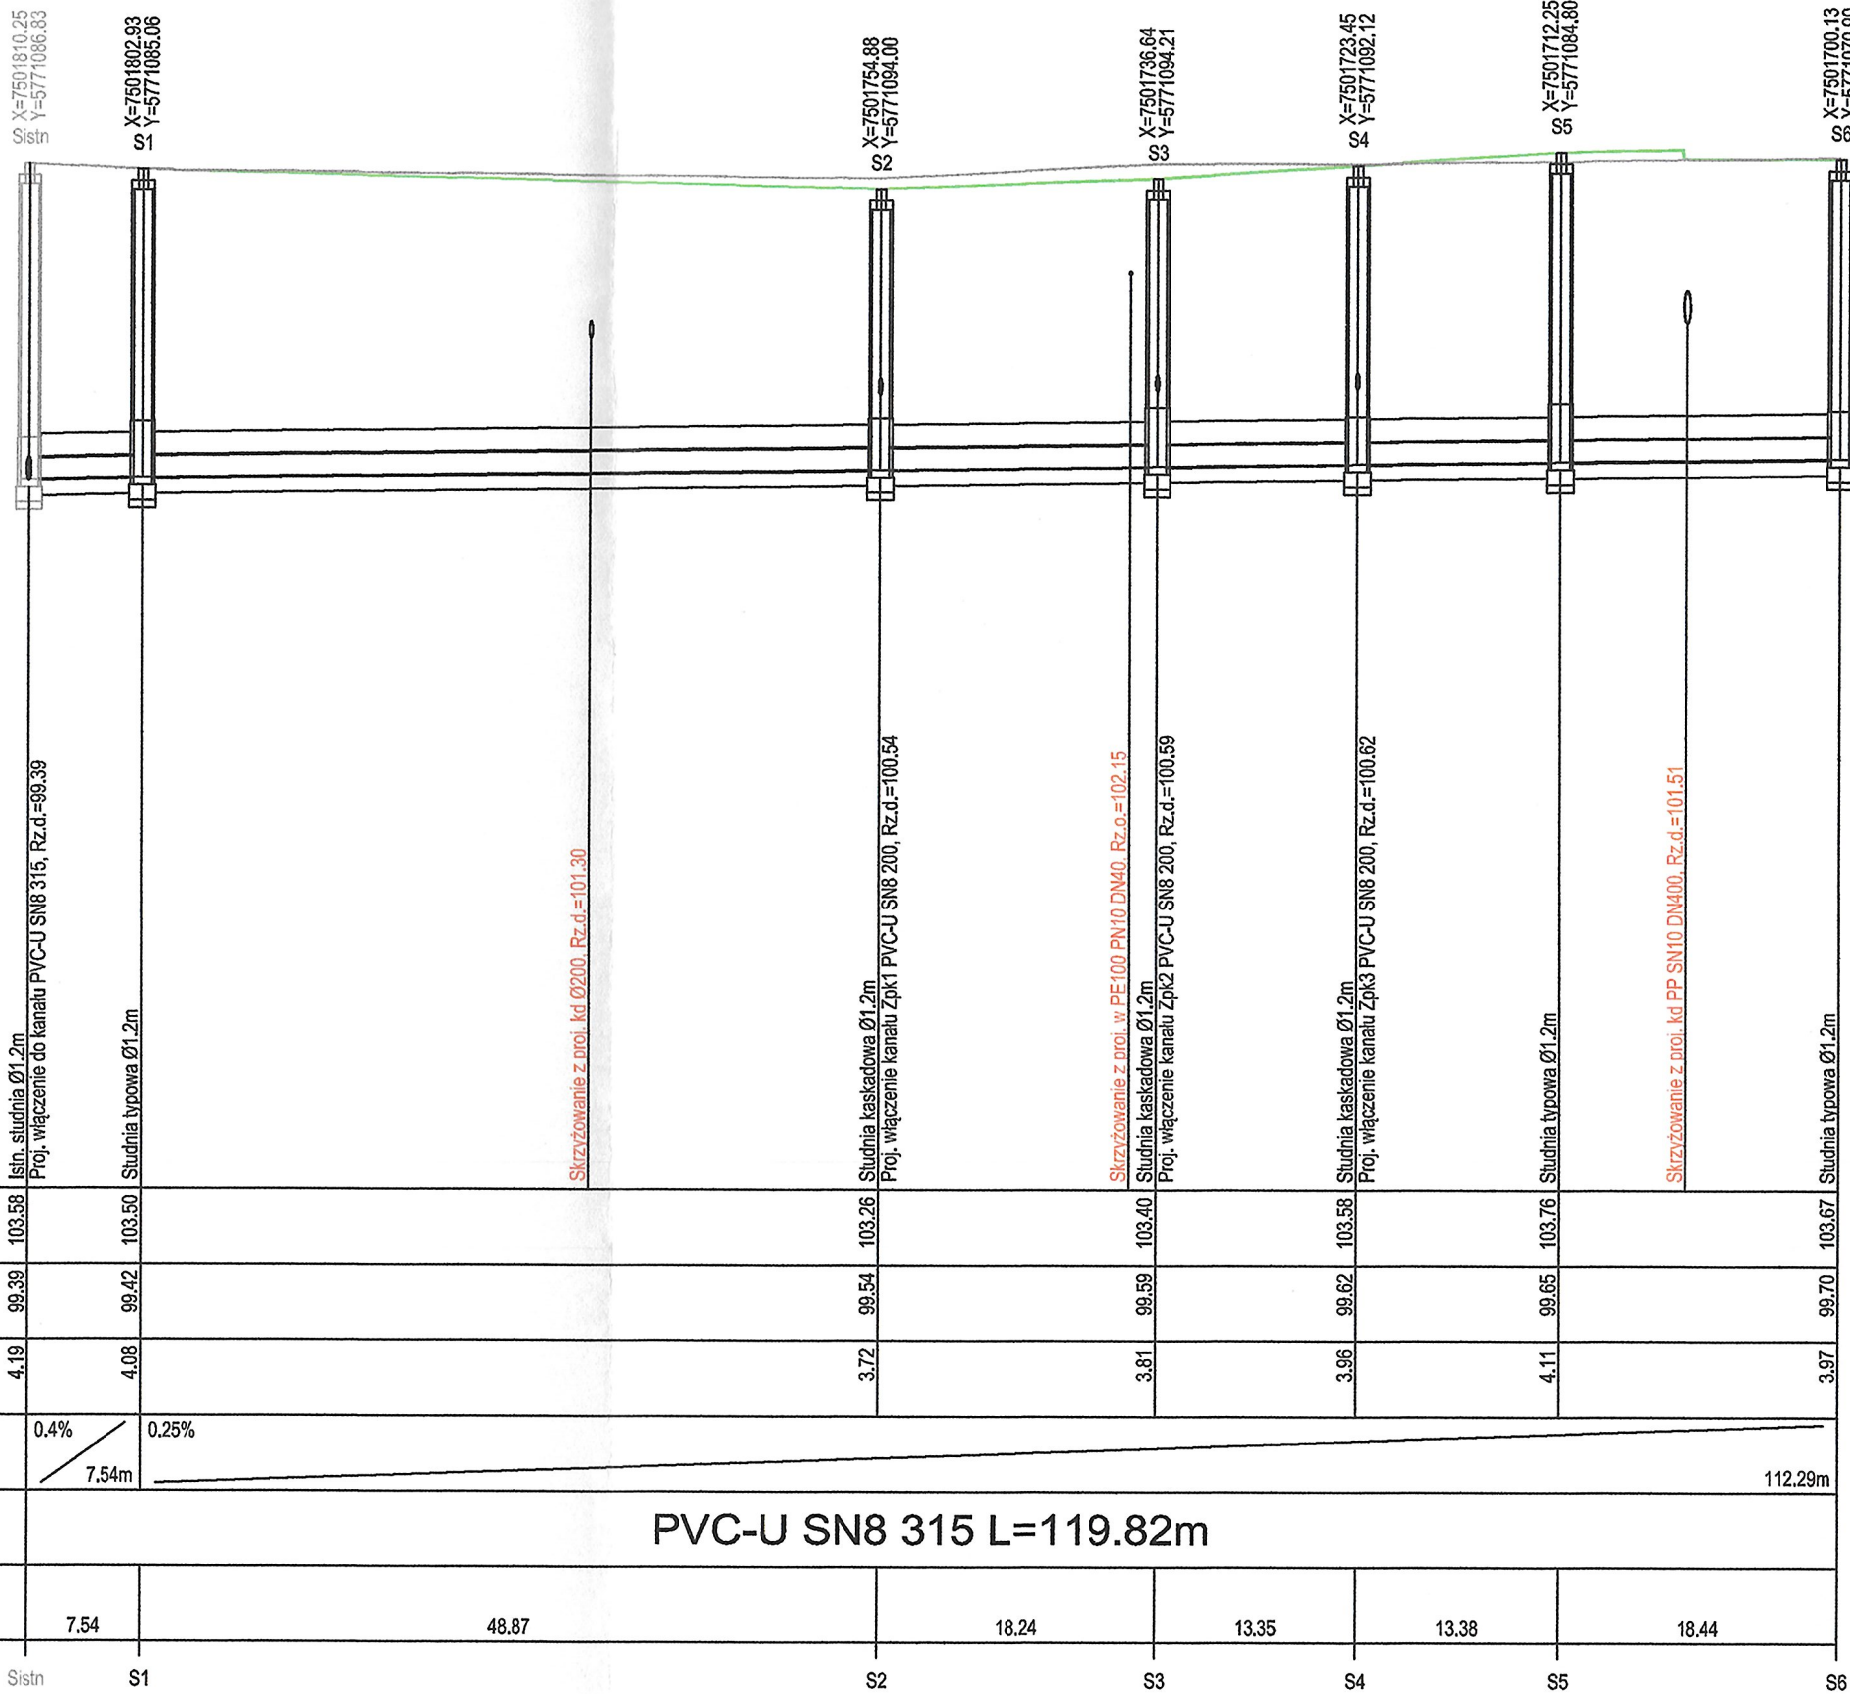 Sistn
X=7501810.25
Y=5771086.83
S1
X=7501802.93
Y=5771085.06
S2
X=7501754.88
Y=5771094.00
S3
X=7501736.64
Y=5771094.21
S4
X=7501723.45
Y=5771092.12
S5
X=7501712.25
Y=5771084.80
S6
X=7501700.13
Istn. studnia Ø1.2m
Proj. włączenie do kanału PVC-U SN8 315, Rz.d.=99.39
Studnia typowa Ø1.2m
Skrzyżowanie z proj. kd Ø200, Rz.d.=101.30
Studnia kaskadowa Ø1.2m
Proj. włączenie kanału Zpk1 PVC-U SN8 200, Rz.d.=100.54
Skrzyżowanie z proj. w PE100 PN10 DN40, Rz.o.=102.15
Studnia kaskadowa Ø1.2m
Proj. włączenie kanału Zpk2 PVC-U SN8 200, Rz.d.=100.59
Studnia kaskadowa Ø1.2m
Proj. włączenie kanału Zpk3 PVC-U SN8 200, Rz.d.=100.62
Studnia typowa Ø1.2m
Skrzyżowanie z proj. kd PP SN10 DN400, Rz.d.=101.51
Studnia typowa Ø1.2m
103.58 103.50 103.26 103.40 103.58 103.76 103.67
99.39 99.42 99.54 99.59 99.62 99.65 99.70
4.19 4.08 3.72 3.81 3.96 4.11 3.97
0.4% 0.25%
7.54m 112.29m
PVC-U SN8 315 L=119.82m
7.54 48.87 18.24 13.35 13.38 18.44
Sistn S1 S2 S3 S4 S5 S6